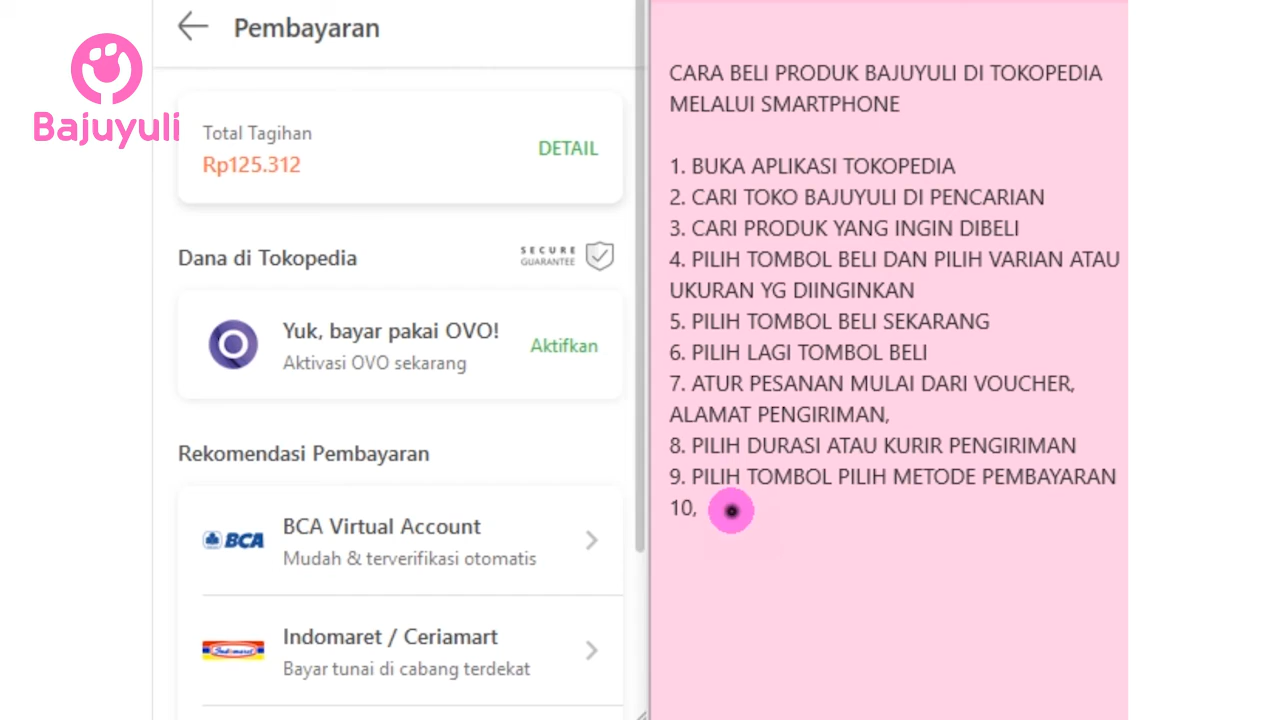 Bajuyuli
Pembayaran
Total Tagihan
Rp125.312
DETAIL
Dana di Tokopedia
SECURE
GUARANTEE
Yuk, bayar pakai OVO!
Aktivasi OVO sekarang
Aktifkan
Rekomendasi Pembayaran
BCA
BCA Virtual Account
Mudah & terverifikasi otomatis
Indomaret
Indomaret / Ceriamart
Bayar tunai di cabang terdekat
CARA BELI PRODUK BAJUYULI DI TOKOPEDIA
MELALUI SMARTPHONE
1. BUKA APLIKASI TOKOPEDIA
2. CARI TOKO BAJUYULI DI PENCARIAN
3. CARI PRODUK YANG INGIN DIBELI
4. PILIH TOMBOL BELI DAN PILIH VARIAN ATAU
UKURAN YG DIINGINKAN
5. PILIH TOMBOL BELI SEKARANG
6. PILIH LAGI TOMBOL BELI
7. ATUR PESANAN MULAI DARI VOUCHER,
ALAMAT PENGIRIMAN,
8. PILIH DURASI ATAU KURIR PENGIRIMAN
9. PILIH TOMBOL PILIH METODE PEMBAYARAN
10,